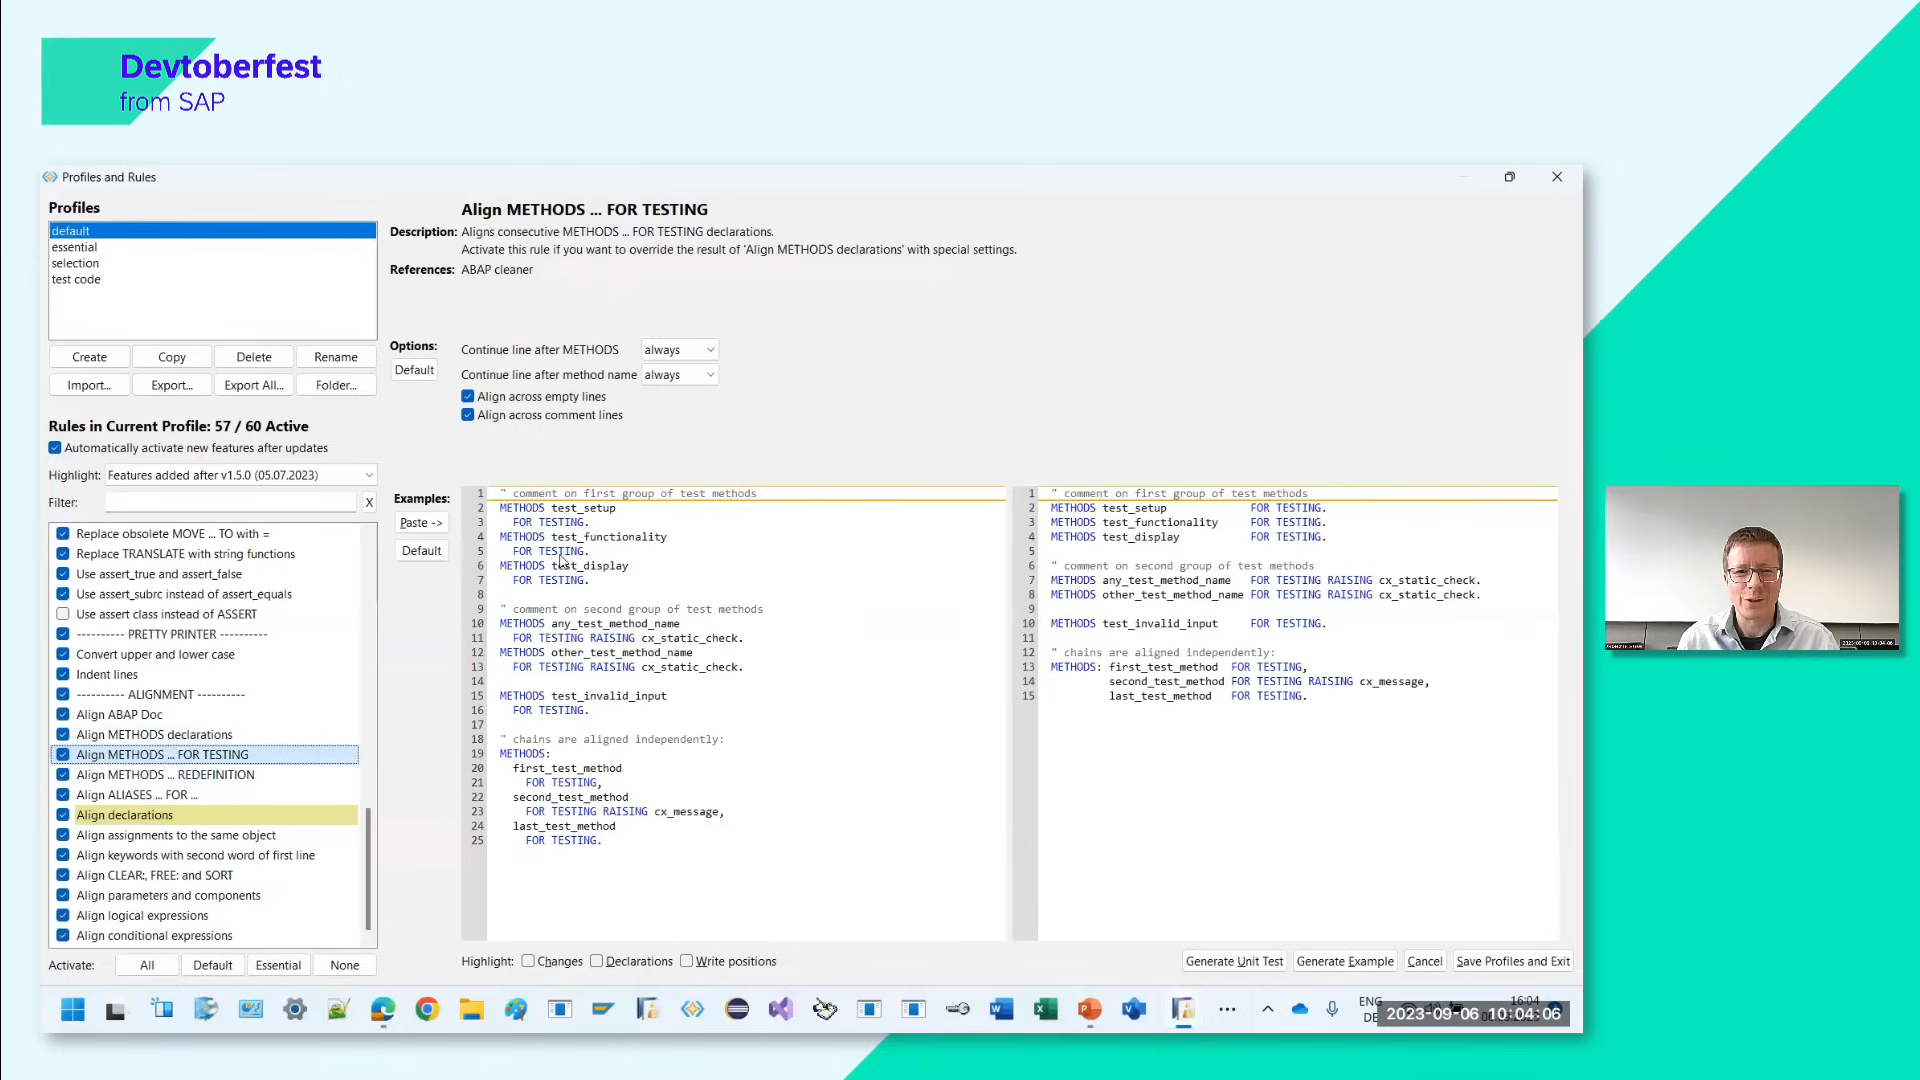 Devtoberfest
from SAP
Profiles and Rules
Profiles
default
essential
selection
test code
Create
Copy
Delete
Rename
Import...
Export...
Export All...
Folder...
Rules in Current Profile: 57 / 60 Active
Automatically activate new features after updates
Highlight:
Features added after v1.5.0 (05.07.2023)
Filter:
X
Replace obsolete MOVE ... TO with =
Replace TRANSLATE with string functions
Use assert_true and assert_false
Use assert_subrc instead of assert_equals
Use assert class instead of ASSERT
---------- PRETTY PRINTER ----------
Convert upper and lower case
Indent lines
---------- ALIGNMENT ----------
Align ABAP Doc
Align METHODS declarations
Align METHODS ... FOR TESTING
Align METHODS ... REDEFINITION
Align ALIASES ... FOR ...
Align declarations
Align assignments to the same object
Align keywords with second word of first line
Align CLEAR:, FREE: and SORT
Align parameters and components
Align logical expressions
Align conditional expressions
Activate:
All
Default
Essential
None
Align METHODS ... FOR TESTING
Description:
Aligns consecutive METHODS ... FOR TESTING declarations.
Activate this rule if you want to override the result of 'Align METHODS declarations' with special settings.
References:
ABAP cleaner
Options:
Default
Continue line after METHODS
always
Continue line after method name
always
Align across empty lines
Align across comment lines
Examples:
Paste ->
Default
1 " comment on first group of test methods
2 METHODS test_setup
3 FOR TESTING.
4 METHODS test_functionality
5 FOR TESTING.
6 METHODS test_display
7 FOR TESTING.
8
9 " comment on second group of test methods
10 METHODS any_test_method_name
11 FOR TESTING RAISING cx_static_check.
12 METHODS other_test_method_name
13 FOR TESTING RAISING cx_static_check.
14
15 METHODS test_invalid_input
16 FOR TESTING.
17
18 " chains are aligned independently:
19 METHODS:
20 first_test_method
21 FOR TESTING,
22 second_test_method
23 FOR TESTING RAISING cx_message,
24 last_test_method
25 FOR TESTING.
1 " comment on first group of test methods
2 METHODS test_setup FOR TESTING.
3 METHODS test_functionality FOR TESTING.
4 METHODS test_display FOR TESTING.
5
6 " comment on second group of test methods
7 METHODS any_test_method_name FOR TESTING RAISING cx_static_check.
8 METHODS other_test_method_name FOR TESTING RAISING cx_static_check.
9
10 METHODS test_invalid_input FOR TESTING.
11
12 " chains are aligned independently:
13 METHODS: first_test_method FOR TESTING,
14 second_test_method FOR TESTING RAISING cx_message,
15 last_test_method FOR TESTING.
Highlight:
Changes
Declarations
Write positions
Generate Unit Test
Generate Example
Cancel
Save Profiles and Exit
ENG
DE
16:04
2023-09-06 10:04:06